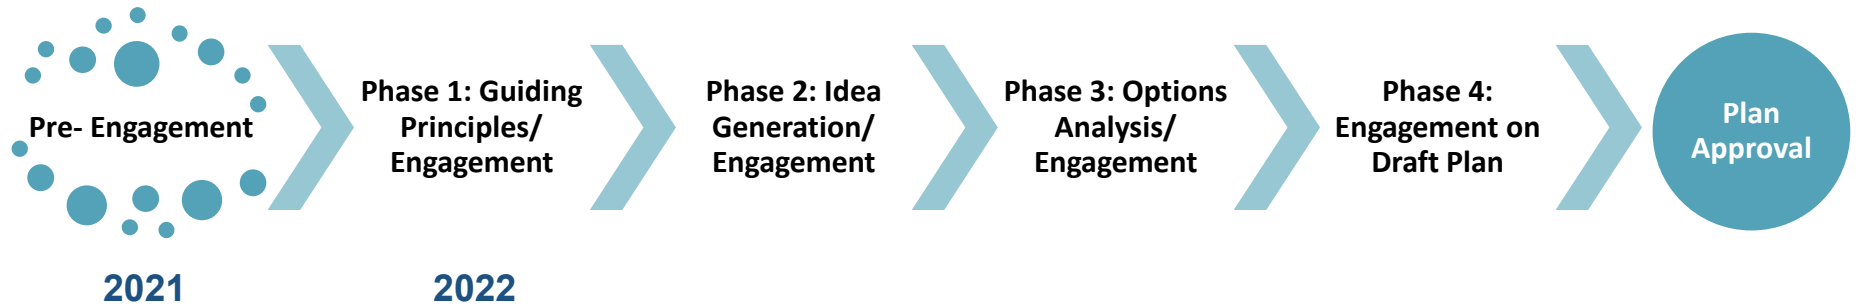 Pre- Engagement
Phase 1: Guiding
Principles/
Engagement
Phase 2: Idea
Generation/
Engagement
Phase 3: Options
Analysis/
Engagement
Phase 4:
Engagement on
Draft Plan
Plan
Approval
2021
2022